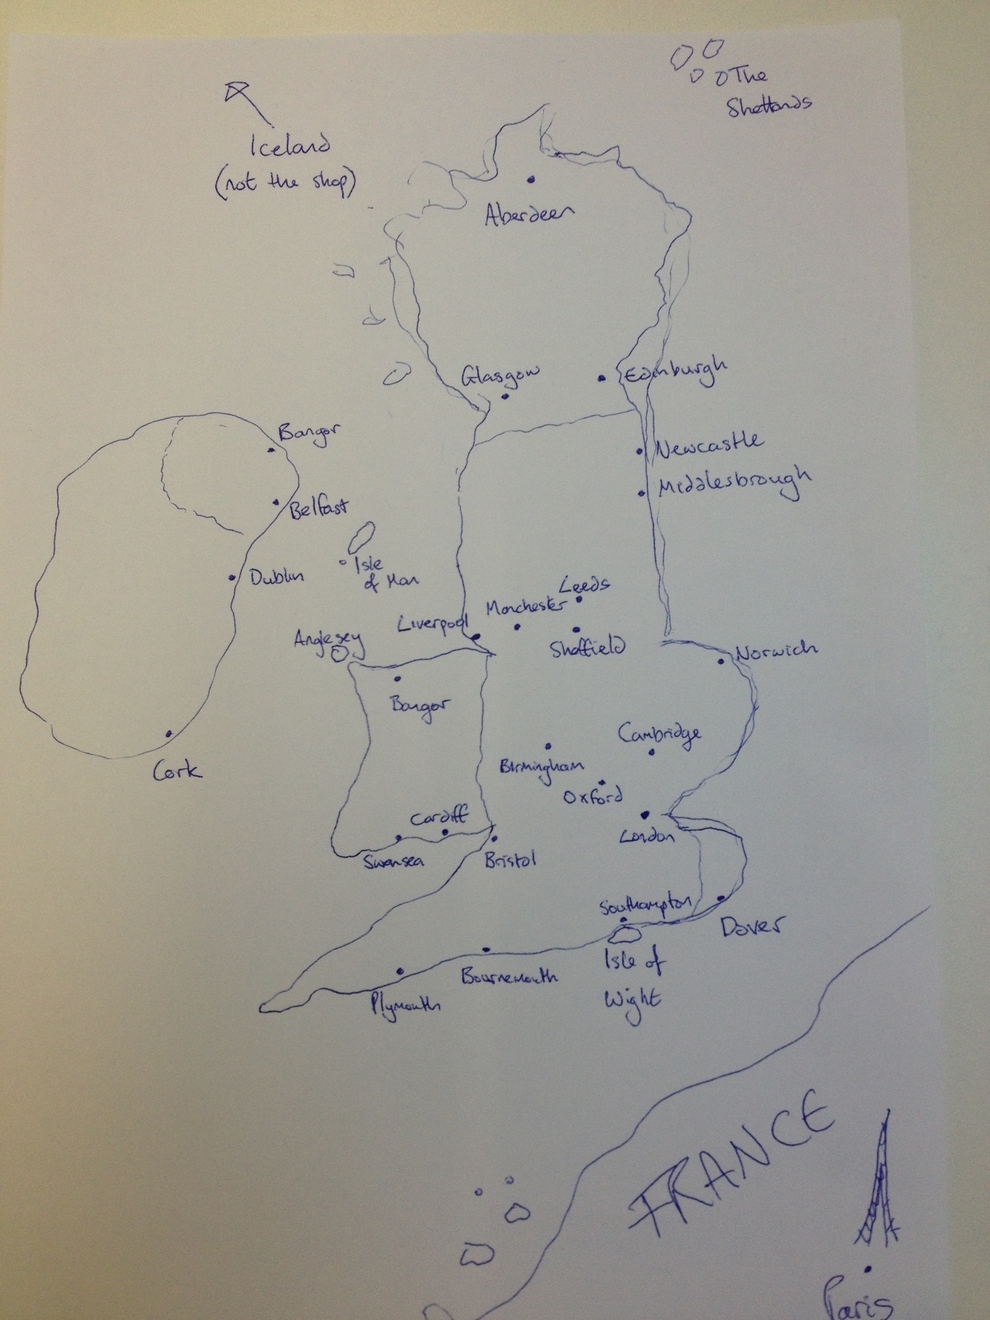 The
Shetlands
Iceland
(not the shop)
Aberdeen
Glasgow
Edinburgh
Bangor
Newcastle
Middlesbrough
Belfast
Dublin
Isle
of Man
Leeds
Manchester
Liverpool
Sheffield
Anglesey
Norwich
Bangor
Cambridge
Birmingham
Oxford
Cork
Cardiff
London
Swansea
Bristol
Southampton
Dover
Isle of
Wight
Bournemouth
Plymouth
FRANCE
Paris